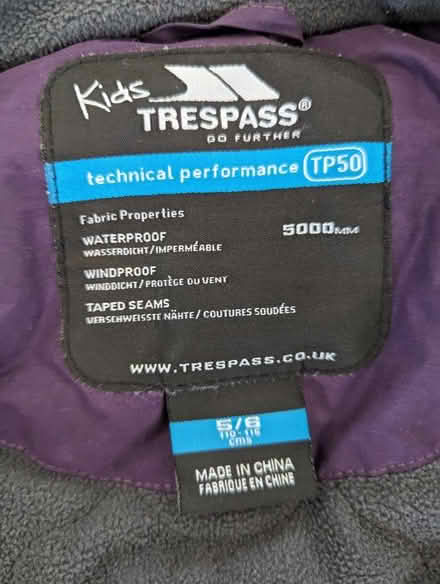 Kids
TRESPASS®
GO FURTHER
technical performance TP50
Fabric Properties
WATERPROOF 5000MM
WASSERDICHT/IMPERMÉABLE
WINDPROOF
WINDDICHT/PROTÈGE DU VENT
TAPED SEAMS
VERSCHWEISSTE NÄHTE/COUTURES SOUDÉES
WWW.TRESPASS.CO.UK
5/6
110-116
cms
MADE IN CHINA
FABRIQUE EN CHINE